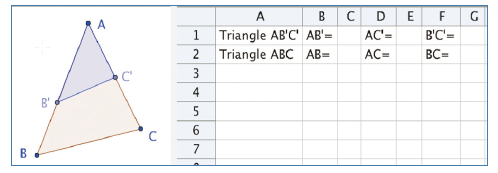 A
C'
B'
C
B
A B C D E F G
1 Triangle AB'C' AB'= AC'= B'C'=
2 Triangle ABC AB= AC= BC=
3
4
5
6
7